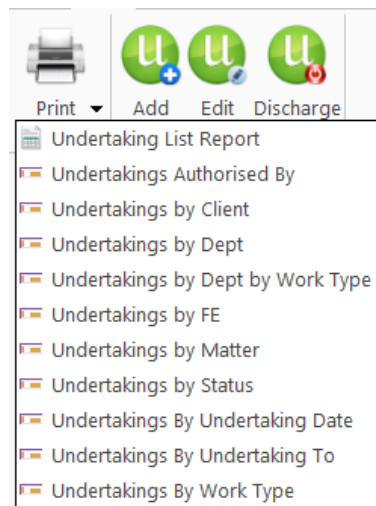 Print Add Edit Discharge
Undertaking List Report
Undertakings Authorised By
Undertakings by Client
Undertakings by Dept
Undertakings by Dept by Work Type
Undertakings by FE
Undertakings by Matter
Undertakings by Status
Undertakings By Undertaking Date
Undertakings By Undertaking To
Undertakings By Work Type